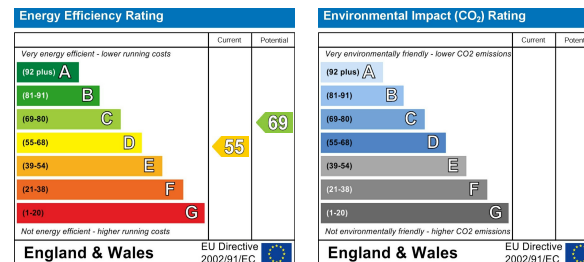 Energy Efficiency Rating
Current Potential
Very energy efficient - lower running costs
(92 plus) A
(81-91) B
(69-80) C
(55-68) D
(39-54) E
(21-38) F
(1-20) G
55
69
Not energy efficient - higher running costs
England & Wales
EU Directive
2002/91/EC
Environmental Impact (CO₂) Rating
Current Potent
Very environmentally friendly - lower CO2 emissions
(92 plus) A
(81-91) B
(69-80) C
(55-68) D
(39-54) E
(21-38) F
(1-20) G
Not environmentally friendly - higher CO2 emissions
England & Wales
EU Directive
2002/91/EC